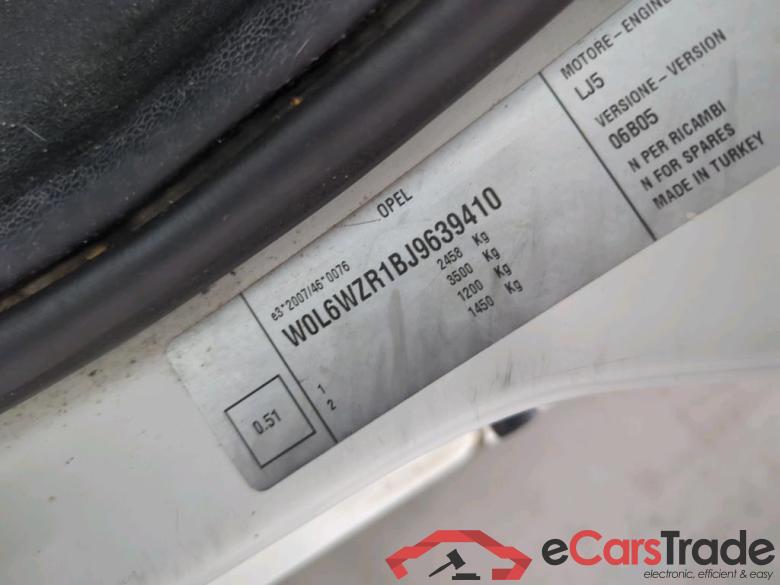 OPEL
e3*2007/46*0076
W0L6WZR1BJ9639410
2458 Kg
3500 Kg
1 1200 Kg
2 1450 Kg
0.51
MOTORE-ENGINE
LJ5
VERSIONE-VERSION
06B05
N PER RICAMBI
N FOR SPARES
MADE IN TURKEY
eCarsTrade
electronic, efficient & easy